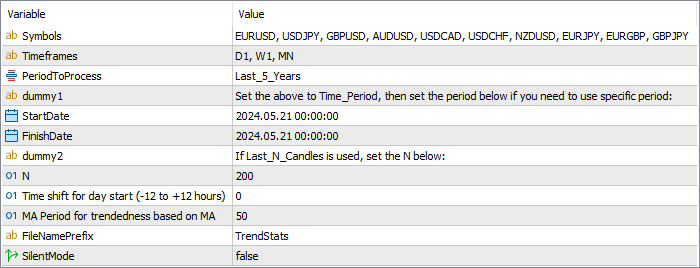 Variable Value
ab Symbols EURUSD, USDJPY, GBPUSD, AUDUSD, USDCAD, USDCHF, NZDUSD, EURJPY, EURGBP, GBPJPY
ab Timeframes D1, W1, MN
PeriodToProcess Last_5_Years
ab dummy1 Set the above to Time_Period, then set the period below if you need to use specific period:
StartDate 2024.05.21 00:00:00
FinishDate 2024.05.21 00:00:00
ab dummy2 If Last_N_Candles is used, set the N below:
01 N 200
01 Time shift for day start (-12 to +12 hours) 0
01 MA Period for trendedness based on MA 50
ab FileNamePrefix TrendStats
SilentMode false